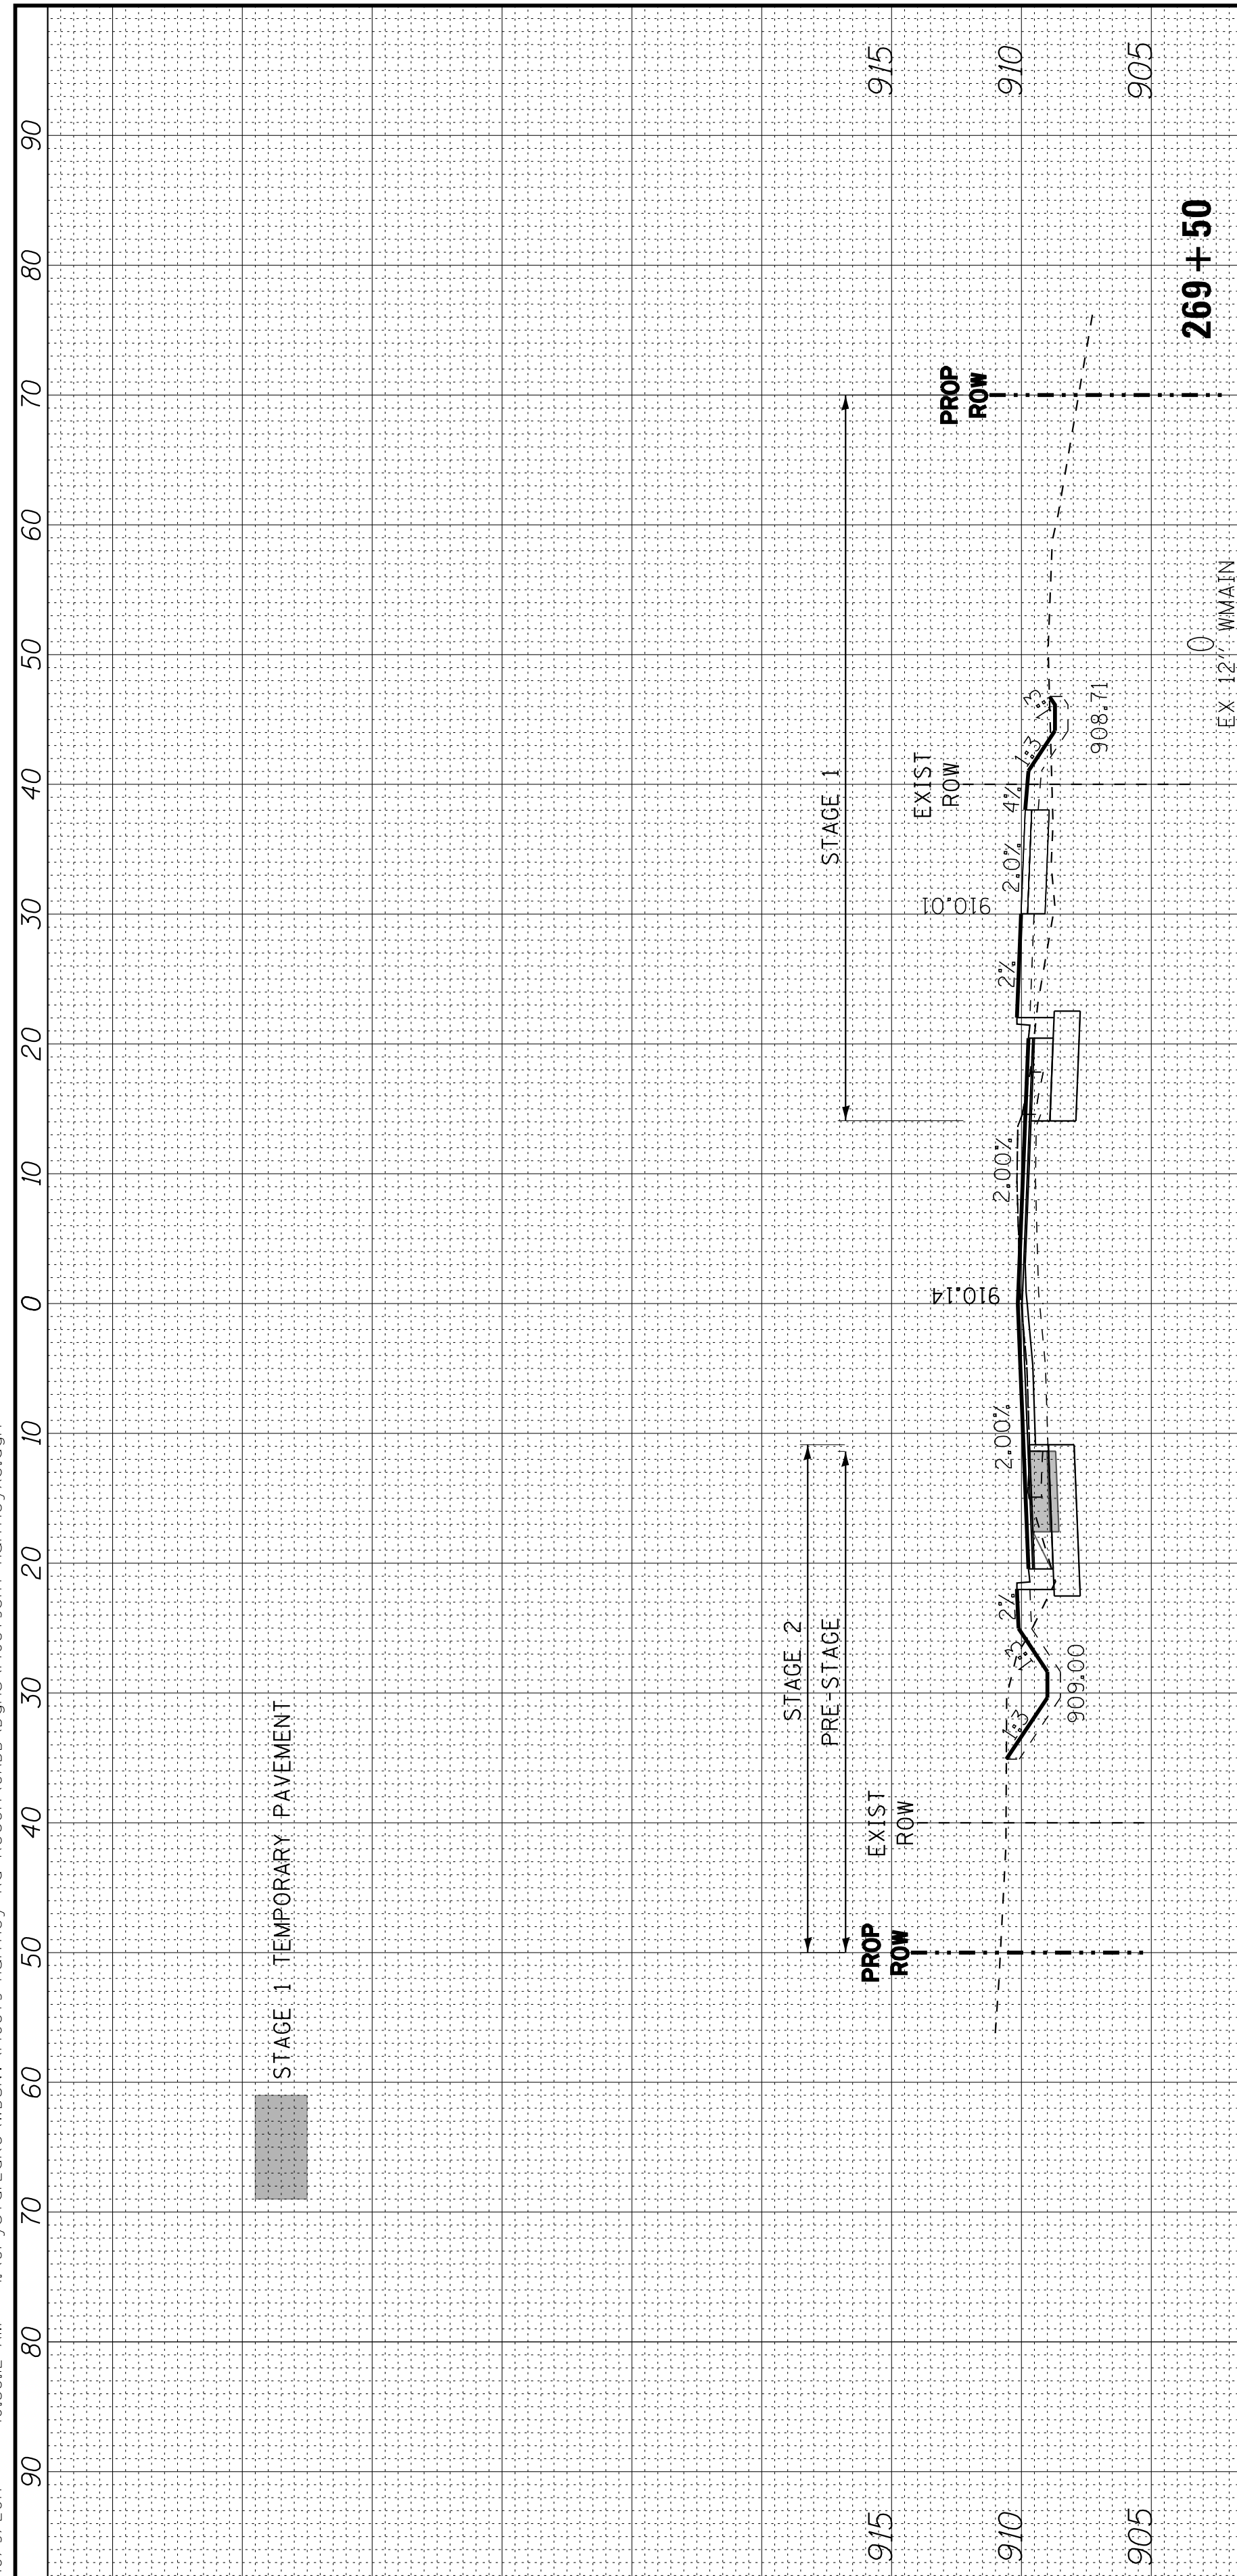 90 80 70 60 50 40 30 20 10 0 10 20 30 40 50 60 70 80 90
STAGE 1 TEMPORARY PAVEMENT
STAGE 2
PRE-STAGE
STAGE 1
PROP
ROW
EXIST
ROW
EXIST
ROW
PROP
ROW
915
915
910
910
905
905
1:3
909.00
1:3
2%
2.00%
910.14
2.00%
2%
910.01
2.0%
4%
1:3
908.71
1:3
EX 12" WMAIN
269+50